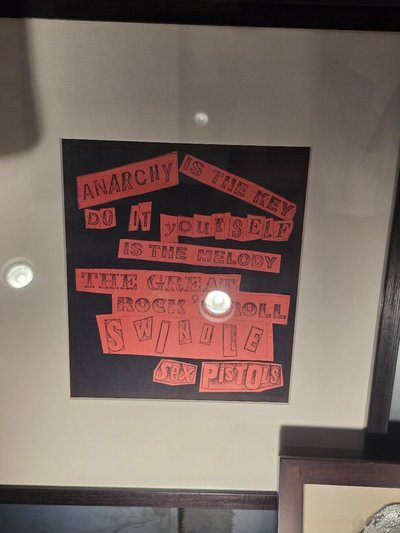 ANARCHY IS THE KEY
DO IT yourSELF
IS THE MELODY
THE GREAT
ROCK 'N' ROLL
SWINDLE
sex PISTOLS